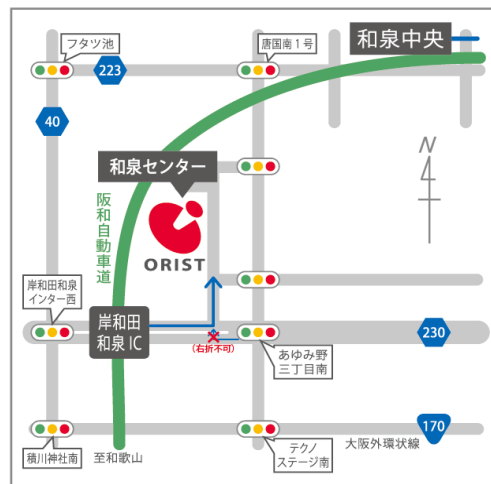 フタツ池
唐国南1号
和泉中央
223
40
和泉センター
N
阪和自動車道
ORIST
岸和田和泉
インター西
岸田和
和泉IC
230
(右折不可)
あゆみ野
三丁目南
170
積川神社南
至和歌山
テクノ
ステージ南
大阪外環状線